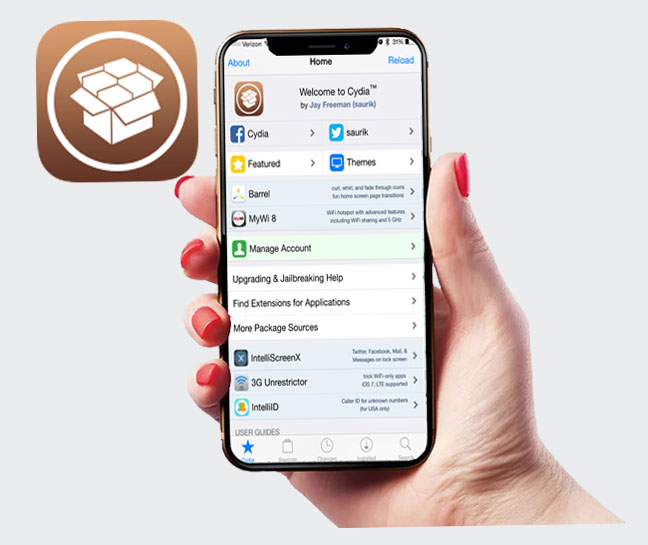 Verizon 31%
About Home Reload
Welcome to Cydia™
by Jay Freeman (saurik)
Cydia saurik
Featured Themes
Barrel curl, whirl, and fade through icons
fun home screen page transitions
MyWi 8 WiFi hotspot with advanced features
including WiFi sharing and 5 GHz
Manage Account
Upgrading & Jailbreaking Help
Find Extensions for Applications
More Package Sources
IntelliScreenX Twitter, Facebook, Mail, &
Messages on lock screen
3G Unrestrictor trick WiFi-only apps
iOS 7, LTE supported
IntelliID Caller ID for unknown numbers
(for USA only)
USER GUIDES
Cydia Sources Changes Installed Search